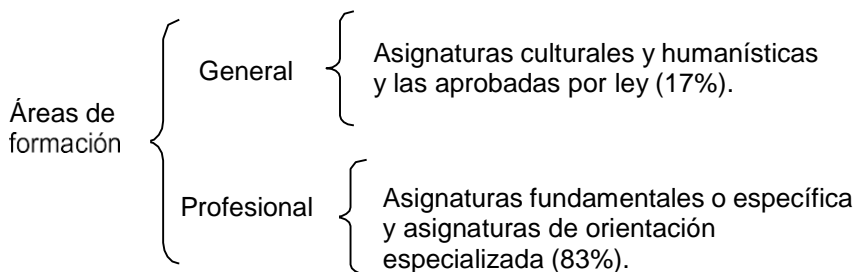 Áreas de
formación
General
Asignaturas culturales y humanísticas
y las aprobadas por ley (17%).
Profesional
Asignaturas fundamentales o específica
y asignaturas de orientación
especializada (83%).